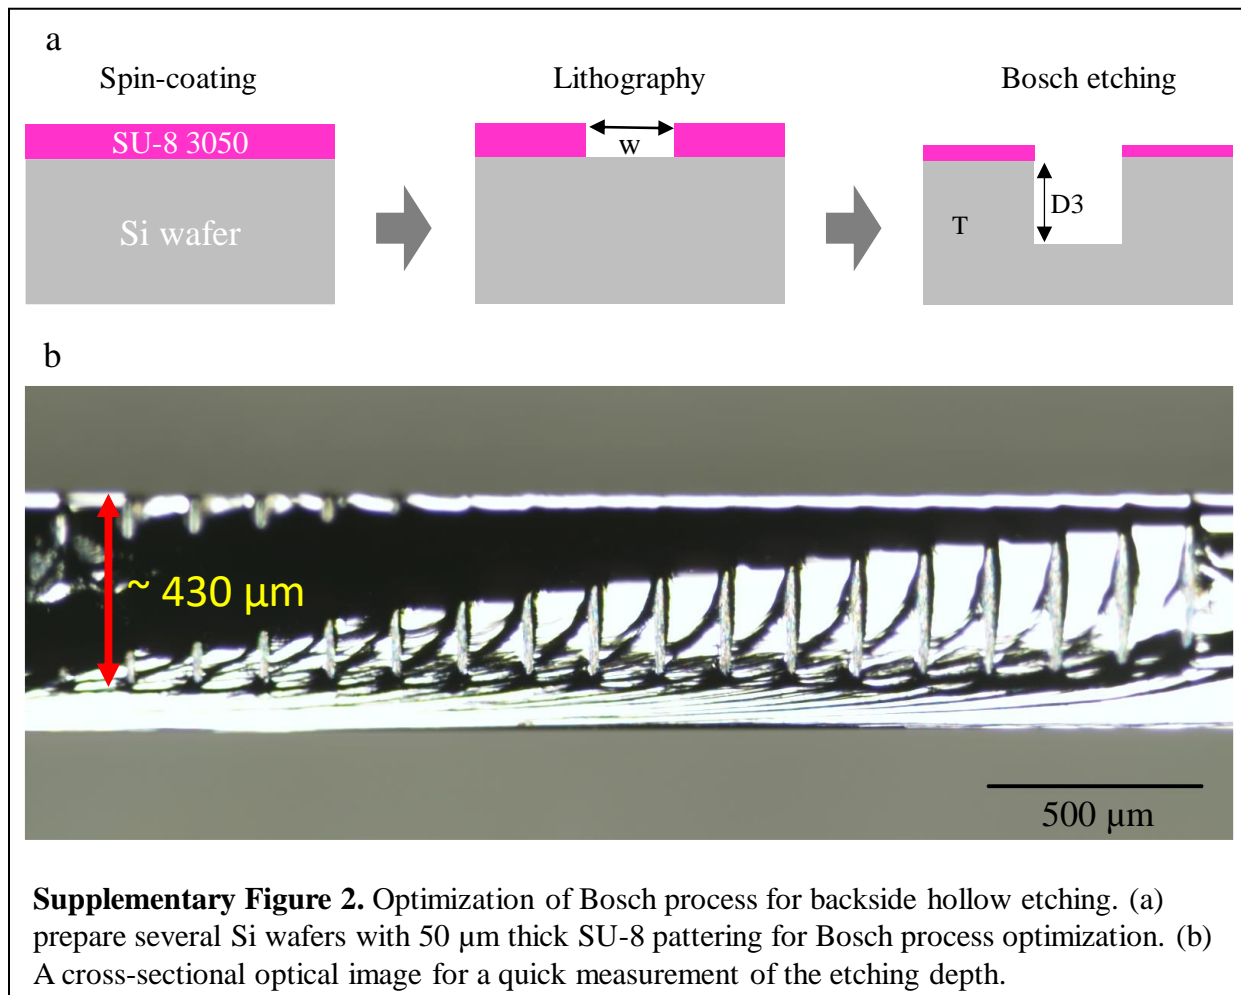 a
Spin-coating
Lithography
Bosch etching
SU-8 3050
w
Si wafer
T
D3
b
~ 430 µm
500 µm
Supplementary Figure 2. Optimization of Bosch process for backside hollow etching. (a)
prepare several Si wafers with 50 µm thick SU-8 pattering for Bosch process optimization. (b)
A cross-sectional optical image for a quick measurement of the etching depth.